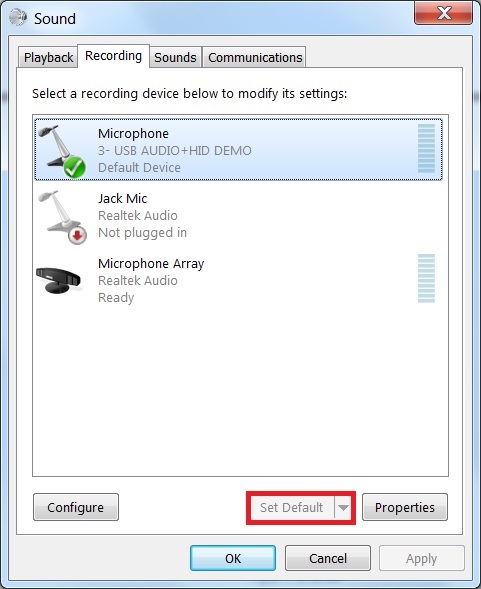 Sound
Playback Recording Sounds Communications
Select a recording device below to modify its settings:
Microphone
3- USB AUDIO+HID DEMO
Default Device
Jack Mic
Realtek Audio
Not plugged in
Microphone Array
Realtek Audio
Ready
Configure Set Default Properties
OK Cancel Apply